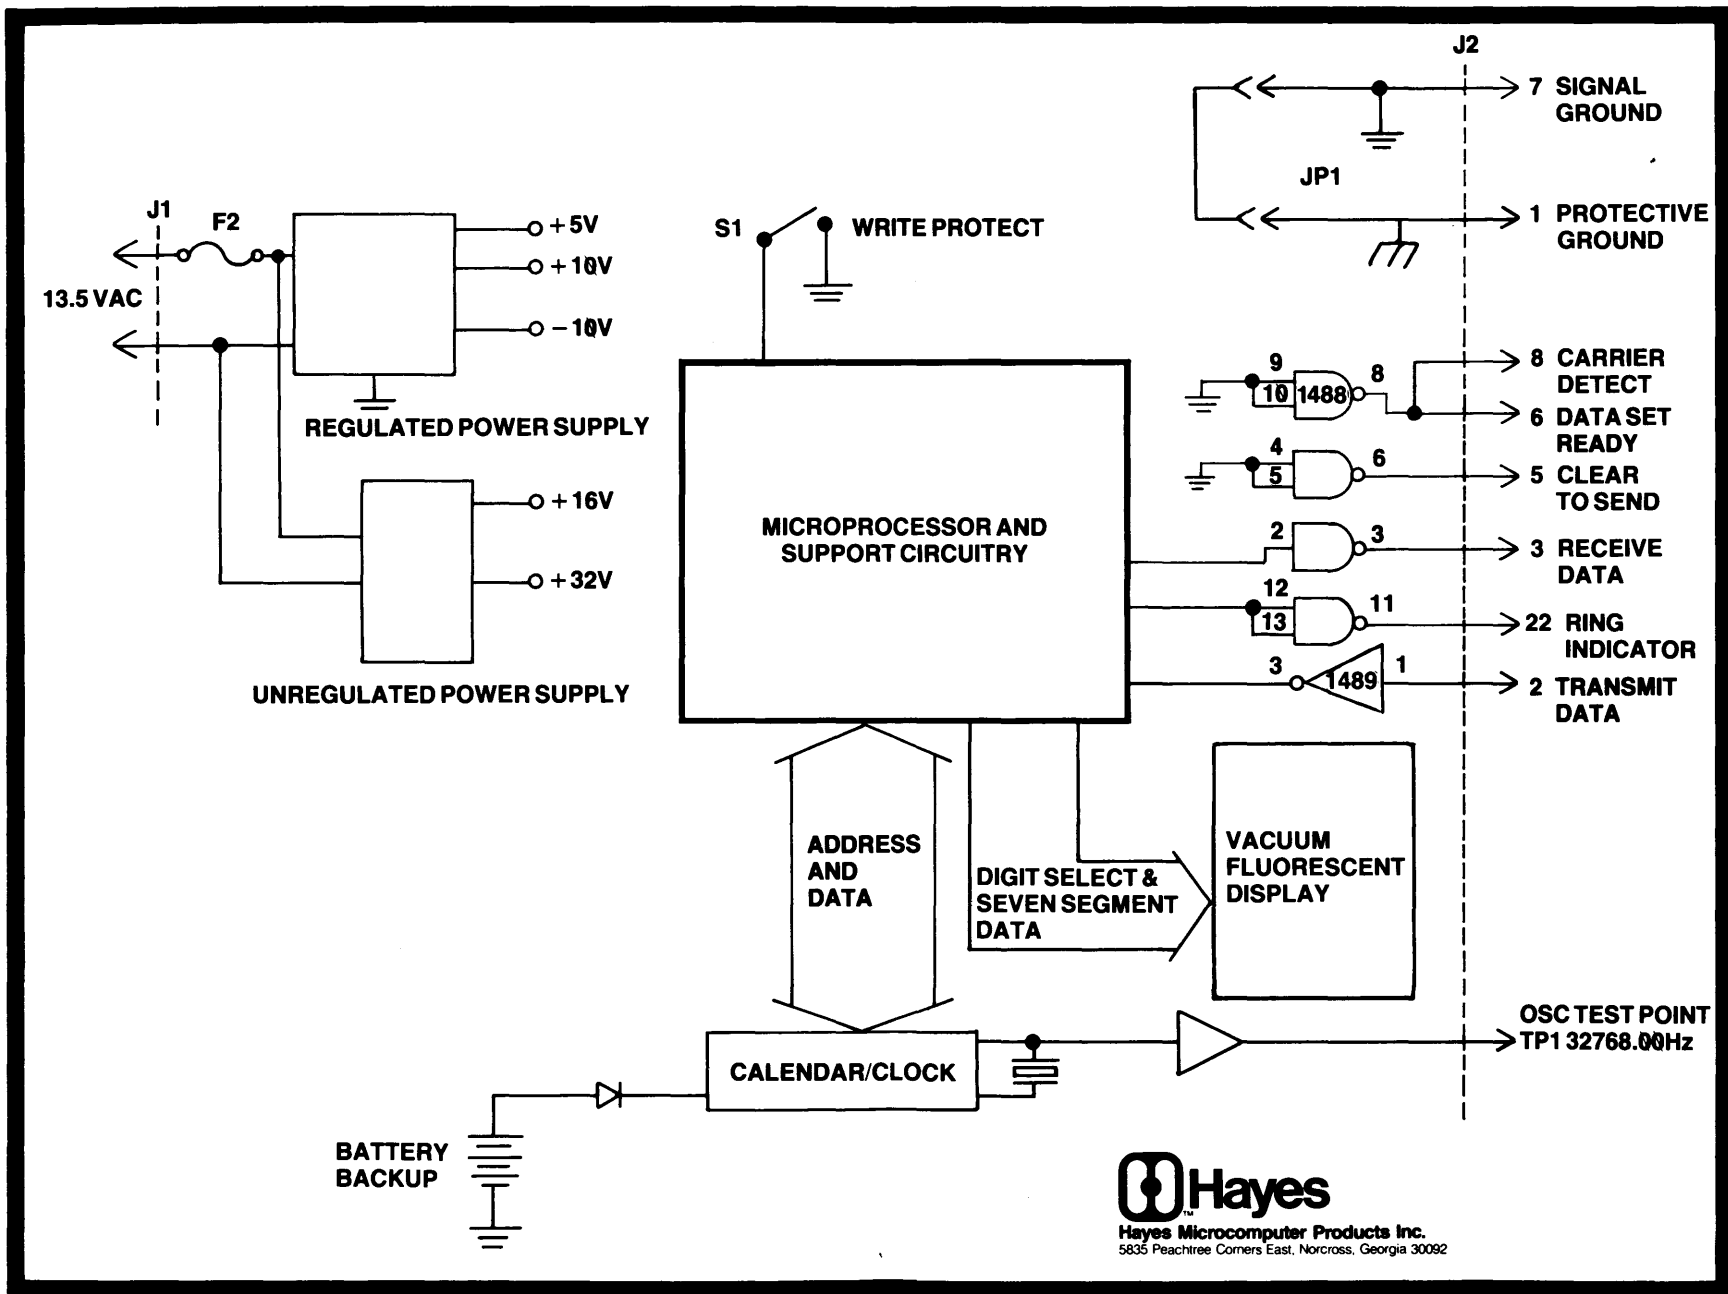 J2
7 SIGNAL
GROUND
JP1
1 PROTECTIVE
GROUND
J1
F2
13.5 VAC
+5V
+10V
-10V
REGULATED POWER SUPPLY
+16V
+32V
UNREGULATED POWER SUPPLY
S1
WRITE PROTECT
MICROPROCESSOR AND
SUPPORT CIRCUITRY
9
10
1488
8
8 CARRIER
DETECT
6 DATA SET
READY
4
5
6
5 CLEAR
TO SEND
2
3
3 RECEIVE
DATA
12
13
11
22 RING
INDICATOR
3
1489
1
2 TRANSMIT
DATA
ADDRESS
AND
DATA
DIGIT SELECT &
SEVEN SEGMENT
DATA
VACUUM
FLUORESCENT
DISPLAY
OSC TEST POINT
TP1 32768.00Hz
CALENDAR/CLOCK
BATTERY
BACKUP
Hayes
TM
Hayes Microcomputer Products Inc.
5835 Peachtree Corners East, Norcross, Georgia 30092